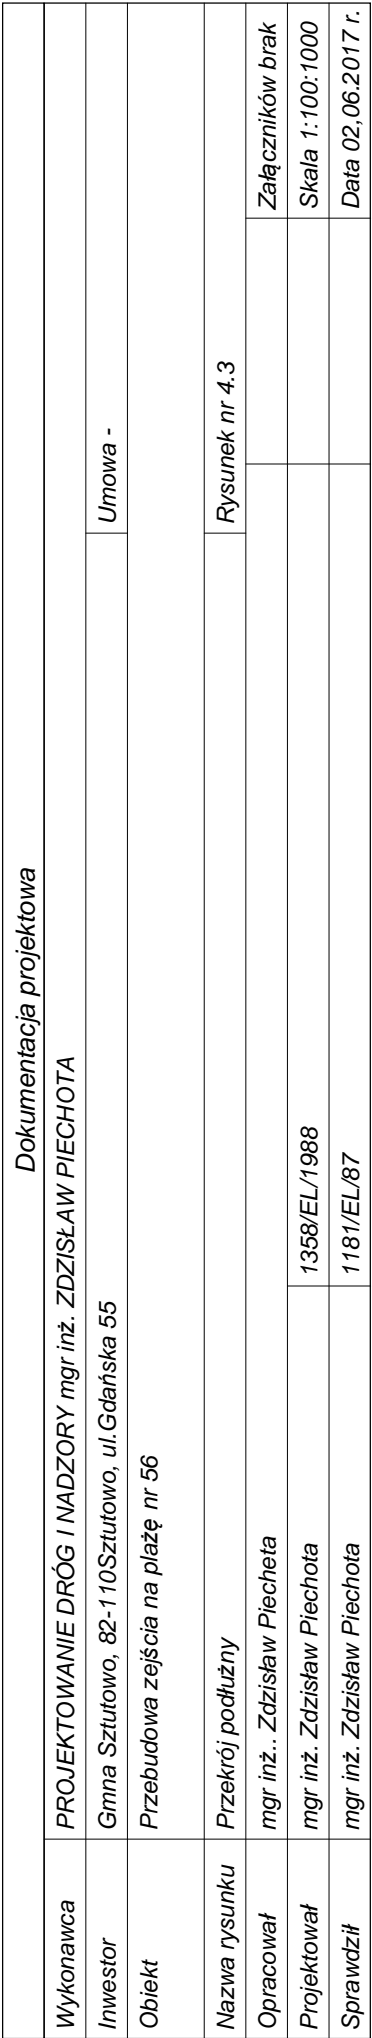 Dokumentacja projektowa
Wykonawca PROJEKTOWANIE DRÓG I NADZORY mgr inż. ZDZISŁAW PIECHOTA
Inwestor Gmna Sztutowo, 82-110Sztutowo, ul.Gdańska 55 Umowa -
Obiekt Przebudowa zejścia na plażę nr 56
Nazwa rysunku Przekrój podłużny Rysunek nr 4.3
Opracował mgr inż.. Zdzisław Piecheta Załączników brak
Projektował mgr inż. Zdzisław Piechota 1358/EL/1988 Skala 1:100:1000
Sprawdził mgr inż. Zdzisław Piechota 1181/EL/87 Data 02,06.2017 r.